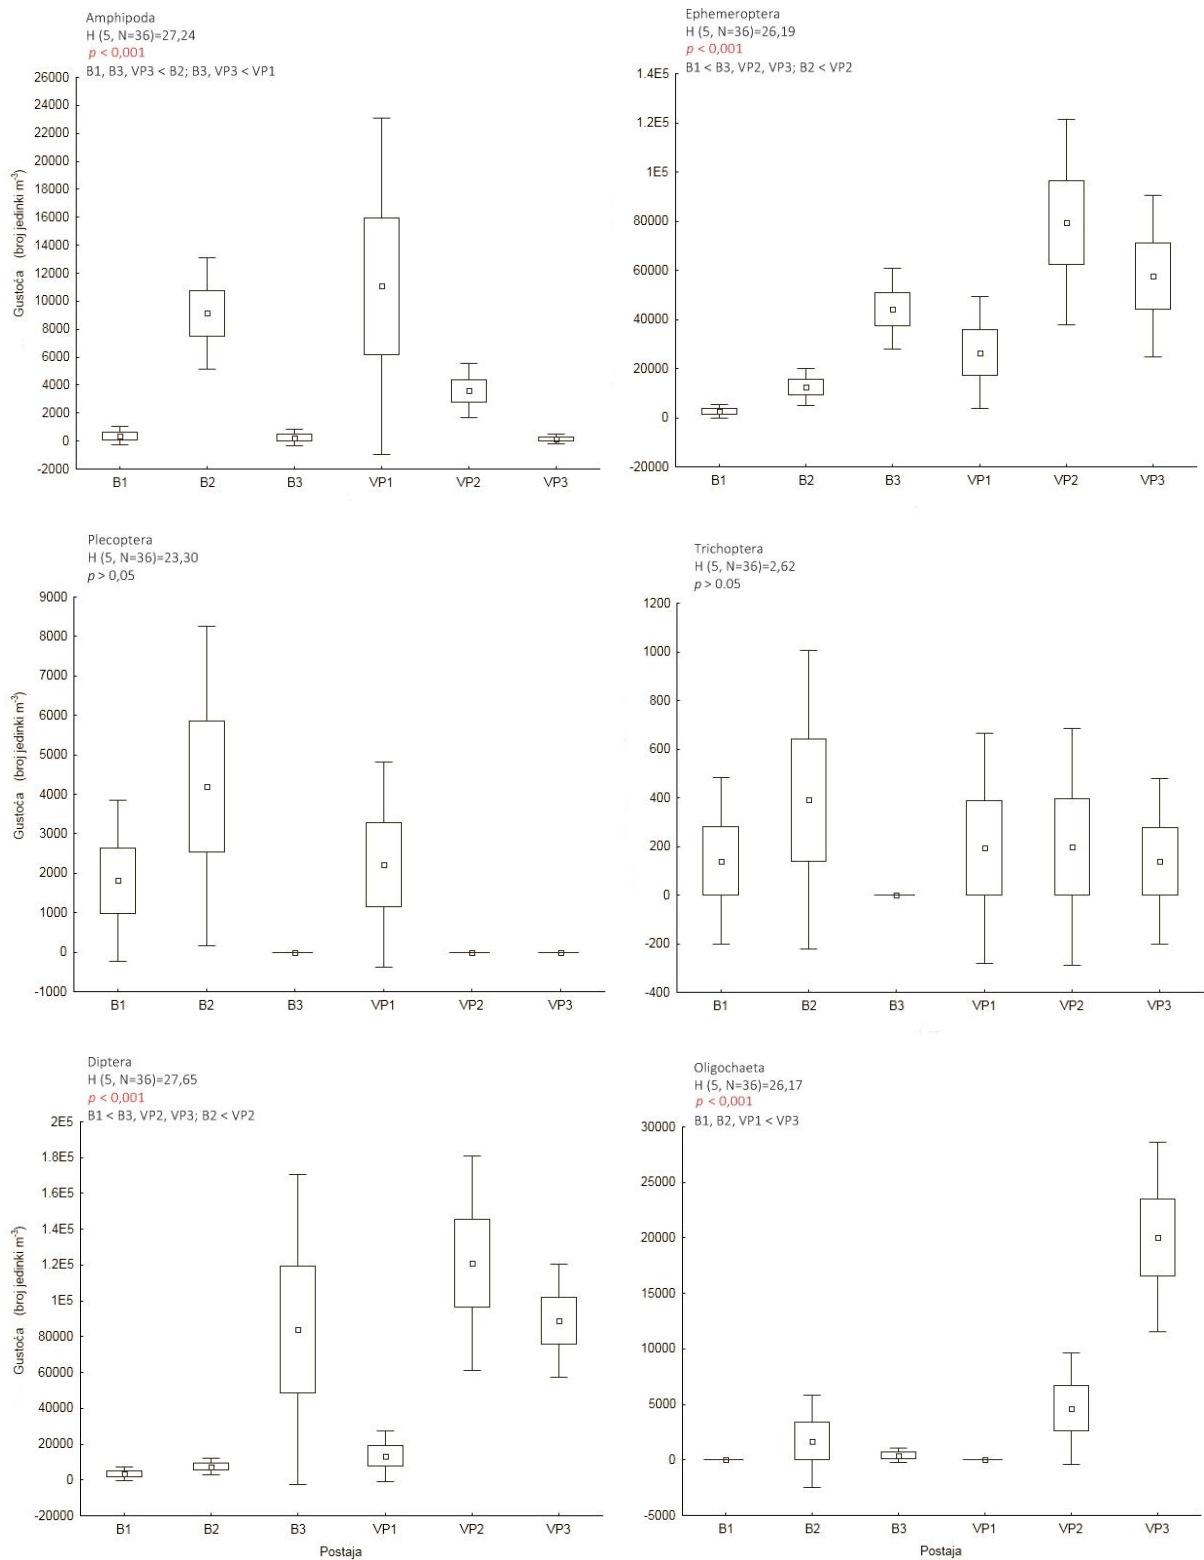 Amphipoda
H (5, N=36)=27,24
p < 0,001
B1, B3, VP3 < B2; B3, VP3 < VP1
26000
24000
22000
20000
18000
16000
14000
12000
10000
8000
6000
4000
2000
0
-2000
Gustoća (broj jedinki m-3)
B1 B2 B3 VP1 VP2 VP3
Ephemeroptera
H (5, N=36)=26,19
p < 0,001
B1 < B3, VP2, VP3; B2 < VP2
1.4E5
1.2E5
1E5
80000
60000
40000
20000
0
-20000
B1 B2 B3 VP1 VP2 VP3
Plecoptera
H (5, N=36)=23,30
p > 0,05
9000
8000
7000
6000
5000
4000
3000
2000
1000
0
-1000
Gustoća (broj jedinki m-3)
B1 B2 B3 VP1 VP2 VP3
Trichoptera
H (5, N=36)=2,62
p > 0.05
1200
1000
800
600
400
200
0
-200
-400
B1 B2 B3 VP1 VP2 VP3
Diptera
H (5, N=36)=27,65
p < 0,001
B1 < B3, VP2, VP3; B2 < VP2
2E5
1.8E5
1.6E5
1.4E5
1.2E5
1E5
80000
60000
40000
20000
0
-20000
Gustoća (broj jedinki m-3)
B1 B2 B3 VP1 VP2 VP3
Postaja
Oligochaeta
H (5, N=36)=26,17
p < 0,001
B1, B2, VP1 < VP3
30000
25000
20000
15000
10000
5000
0
-5000
B1 B2 B3 VP1 VP2 VP3
Postaja